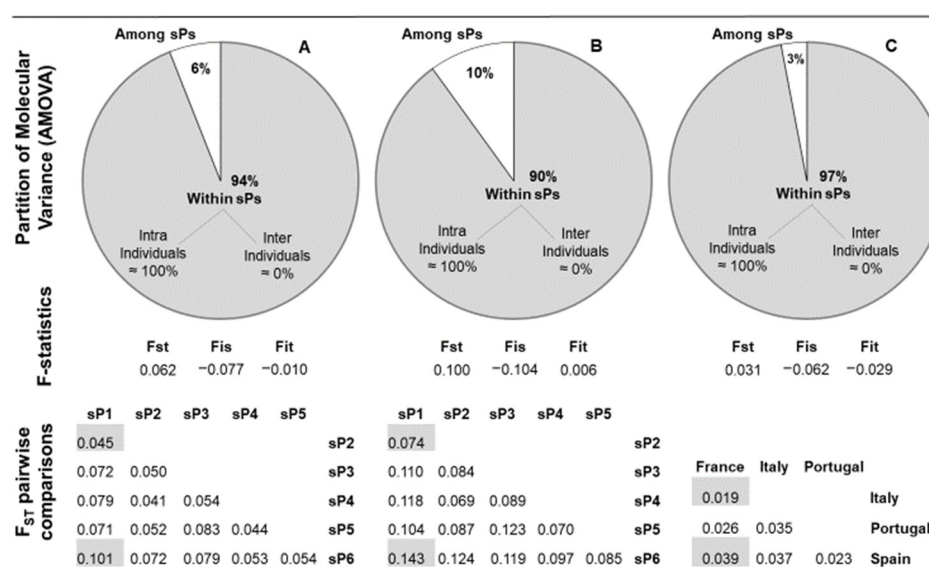 Partition of Molecular
Variance (AMOVA)
Among sPs A
6%
94%
Within sPs
Intra Inter
Individuals Individuals
≈ 100% ≈ 0%
Among sPs B
10%
90%
Within sPs
Intra Inter
Individuals Individuals
≈ 100% ≈ 0%
Among sPs C
3%
97%
Within sPs
Intra Inter
Individuals Individuals
≈ 100% ≈ 0%
F-statistics
Fst Fis Fit
0.062 −0.077 −0.010
Fst Fis Fit
0.100 −0.104 0.006
Fst Fis Fit
0.031 −0.062 −0.029
FST pairwise
comparisons
sP1 sP2 sP3 sP4 sP5
0.045 sP2
0.072 0.050 sP3
0.079 0.041 0.054 sP4
0.071 0.052 0.083 0.044 sP5
0.101 0.072 0.079 0.053 0.054 sP6
sP1 sP2 sP3 sP4 sP5
0.074 sP2
0.110 0.084 sP3
0.118 0.069 0.089 sP4
0.104 0.087 0.123 0.070 sP5
0.143 0.124 0.119 0.097 0.085 sP6
France Italy Portugal
0.019 Italy
0.026 0.035 Portugal
0.039 0.037 0.023 Spain